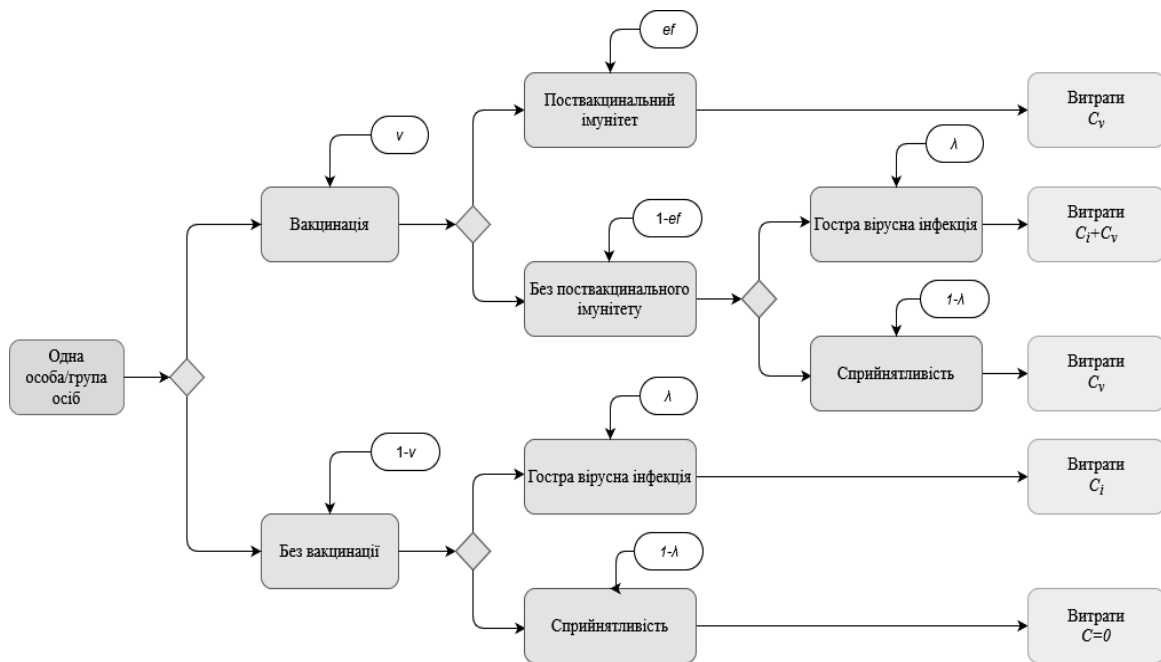 ef
Поствакцинальний
імунітет
Витрати
Cv
v
λ
Вакцинація
1-ef
Гостра вірусна інфекція
Витрати
Ci+Cv
Без поствакцинального
імунітету
1-λ
Одна
особа/група
осіб
Сприйнятливість
Витрати
Cv
λ
1-v
Гостра вірусна інфекція
Витрати
Ci
Без вакцинації
1-λ
Сприйнятливість
Витрати
C=0